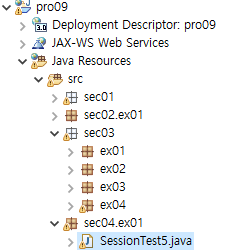 pro09
Deployment Descriptor: pro09
JAX-WS Web Services
Java Resources
src
sec01
sec02.ex01
sec03
ex01
ex02
ex03
ex04
sec04.ex01
SessionTest5.java